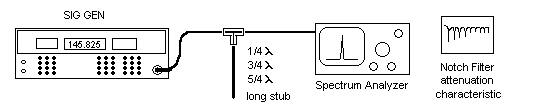 SIG GEN
145.825
1/4 λ
3/4 λ
5/4 λ
long stub
Spectrum Analyzer
Notch Filter
attenuation
characteristic